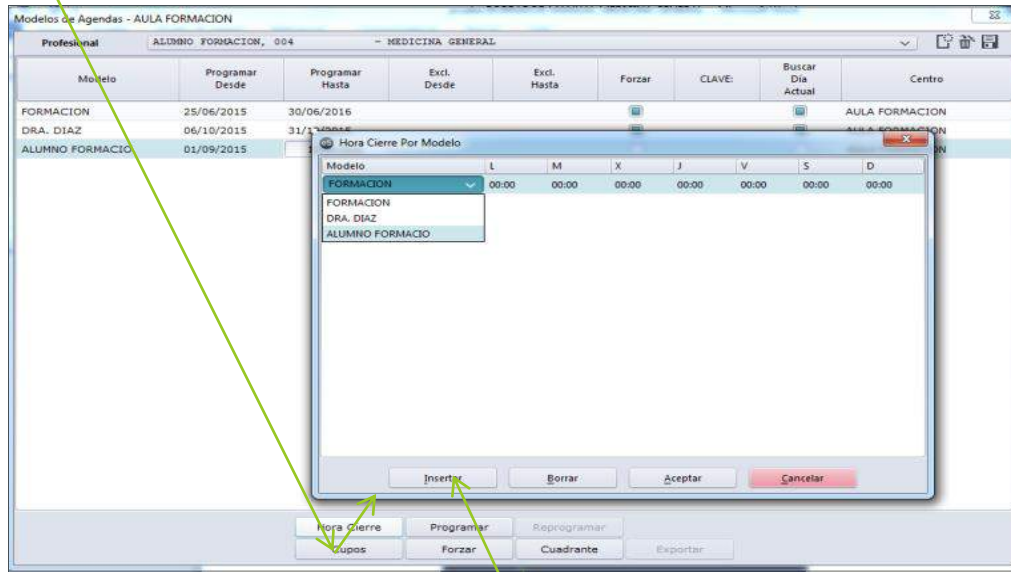 Modelos de Agendas - AULA FORMACION
Profesional ALUMNO FORMACION, 004 - MEDICINA GENERAL
Modelo Programar Desde Programar Hasta Excl. Desde Excl. Hasta Forzar CLAVE: Buscar Día Actual Centro
FORMACION 25/06/2015 30/06/2016 AULA FORMACION
DRA. DIAZ 06/10/2015
ALUMNO FORMACIO 01/09/2015
Hora Cierre Por Modelo
Modelo L M X J V S D
FORMACION 00:00 00:00 00:00 00:00 00:00 00:00 00:00
FORMACION
DRA. DIAZ
ALUMNO FORMACIO
Insertar Borrar Aceptar Cancelar
Hora Cierre Programar Reprogramar
Cupos Forzar Cuadrante Exportar